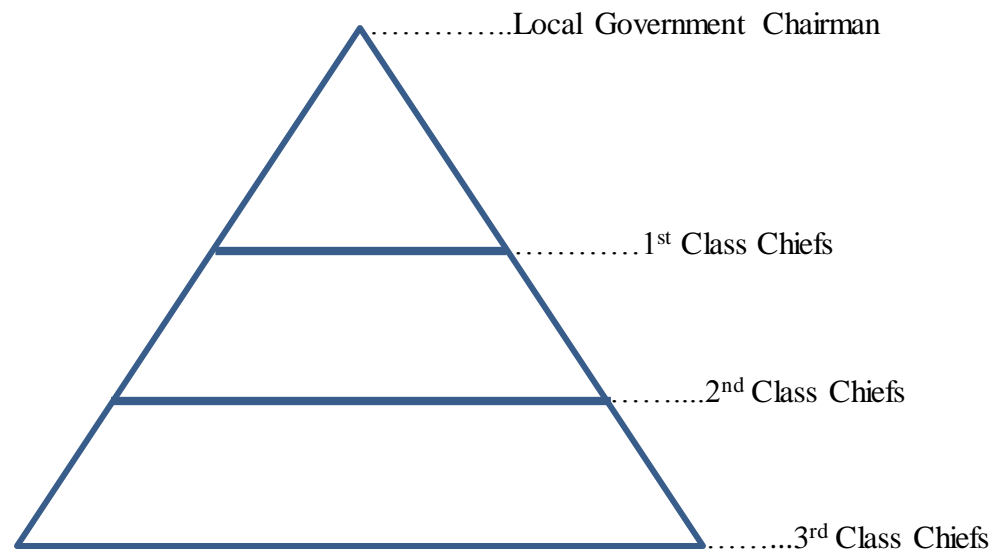 …………..Local Government Chairman
…………1st Class Chiefs
……....2nd Class Chiefs
……...3rd Class Chiefs